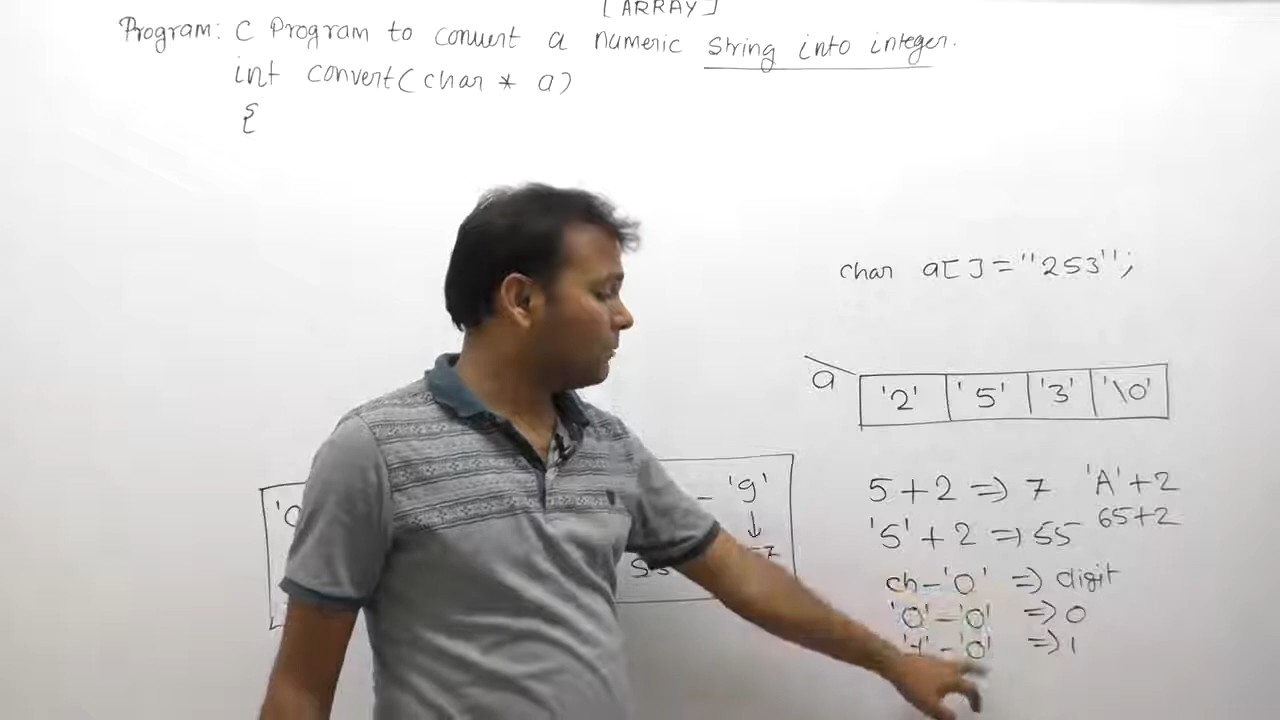 [ARRAY]
Program: C Program to convert a numeric string into integer.
int convert(char * a)
{
char a[]="253";
a '2' '5' '3' '\0'
5+2 => 7 'A'+2
'5'+2 => 55 65+2
ch-'0' => digit
'0'-'0' => 0
'1'-'0' => 1
'0 - '9'
↓